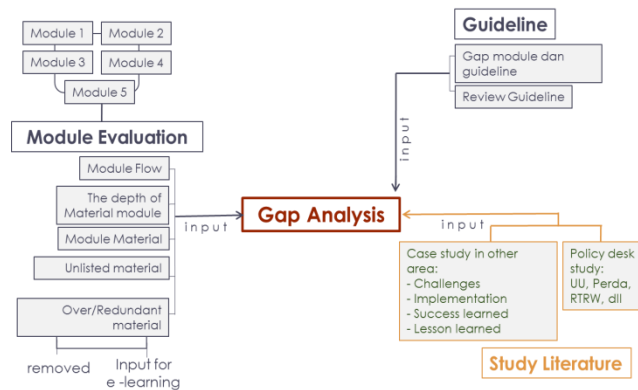 Module 1
Module 2
Module 3
Module 4
Module 5
Module Evaluation
Module Flow
The depth of
Material module
Module Material
Unlisted material
Over/Redundant
material
removed
Input for
e -learning
input
Gap Analysis
Guideline
Gap module dan
guideline
Review Guideline
input
input
Case study in other
area:
- Challenges
- Implementation
- Success learned
- Lesson learned
Policy desk
study:
UU, Perda,
RTRW, dll
Study Literature